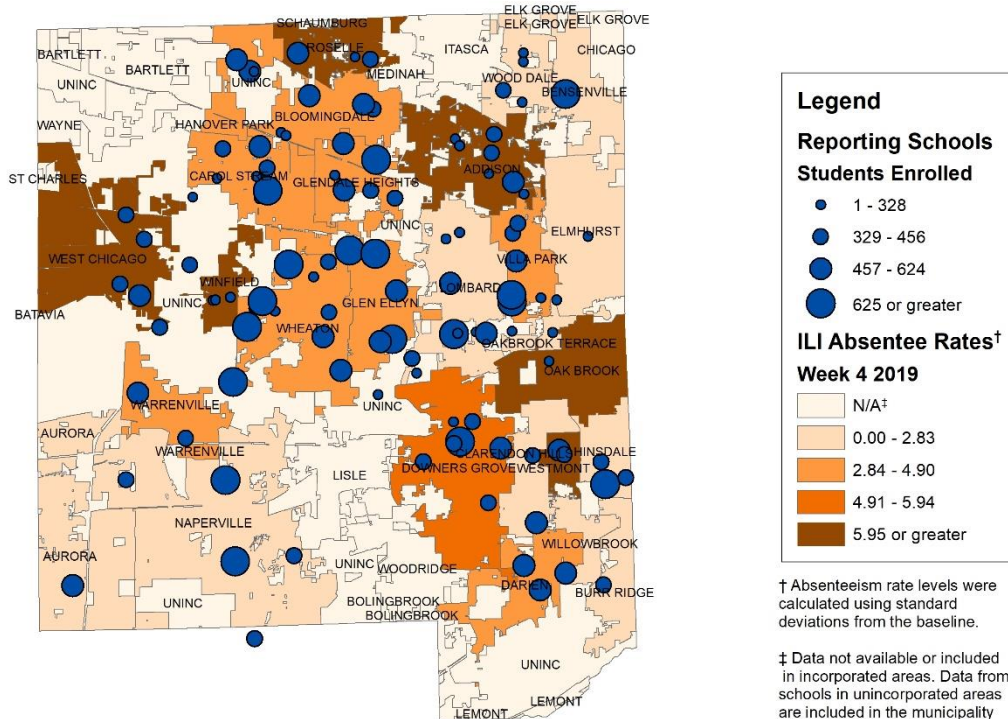 SCHAUMBURG
ELK GROVE
ELK GROVE
ELK GROVE
BARTLETT
ROSELLE
ITASCA
CHICAGO
BARTLETT
MEDINAH
UNINC
UNINC
WOOD DALE
BENSENVILLE
WAYNE
HANOVER PARK
BLOOMINGDALE
ST CHARLES
CAROL STREAM
GLENDALE HEIGHTS
ADDISON
UNINC
ELMHURST
WEST CHICAGO
VILLA PARK
WINFIELD
UNINC
GLEN ELLYN
LOMBARD
BATAVIA
WHEATON
OAKBROOK TERRACE
OAK BROOK
WARRENVILLE
UNINC
AURORA
WARRENVILLE
CLARENDON HILLS
HINSDALE
DOWNERS GROVE
WESTMONT
LISLE
NAPERVILLE
WILLOWBROOK
AURORA
UNINC
WOODRIDGE
DARIEN
BURR RIDGE
UNINC
BOLINGBROOK
BOLINGBROOK
UNINC
LEMONT
LEMONT
Legend
Reporting Schools
Students Enrolled
1 - 328
329 - 456
457 - 624
625 or greater
ILI Absentee Rates†
Week 4 2019
N/A‡
0.00 - 2.83
2.84 - 4.90
4.91 - 5.94
5.95 or greater
† Absenteeism rate levels were
calculated using standard
deviations from the baseline.
‡ Data not available or included
in incorporated areas. Data from
schools in unincorporated areas
are included in the municipality